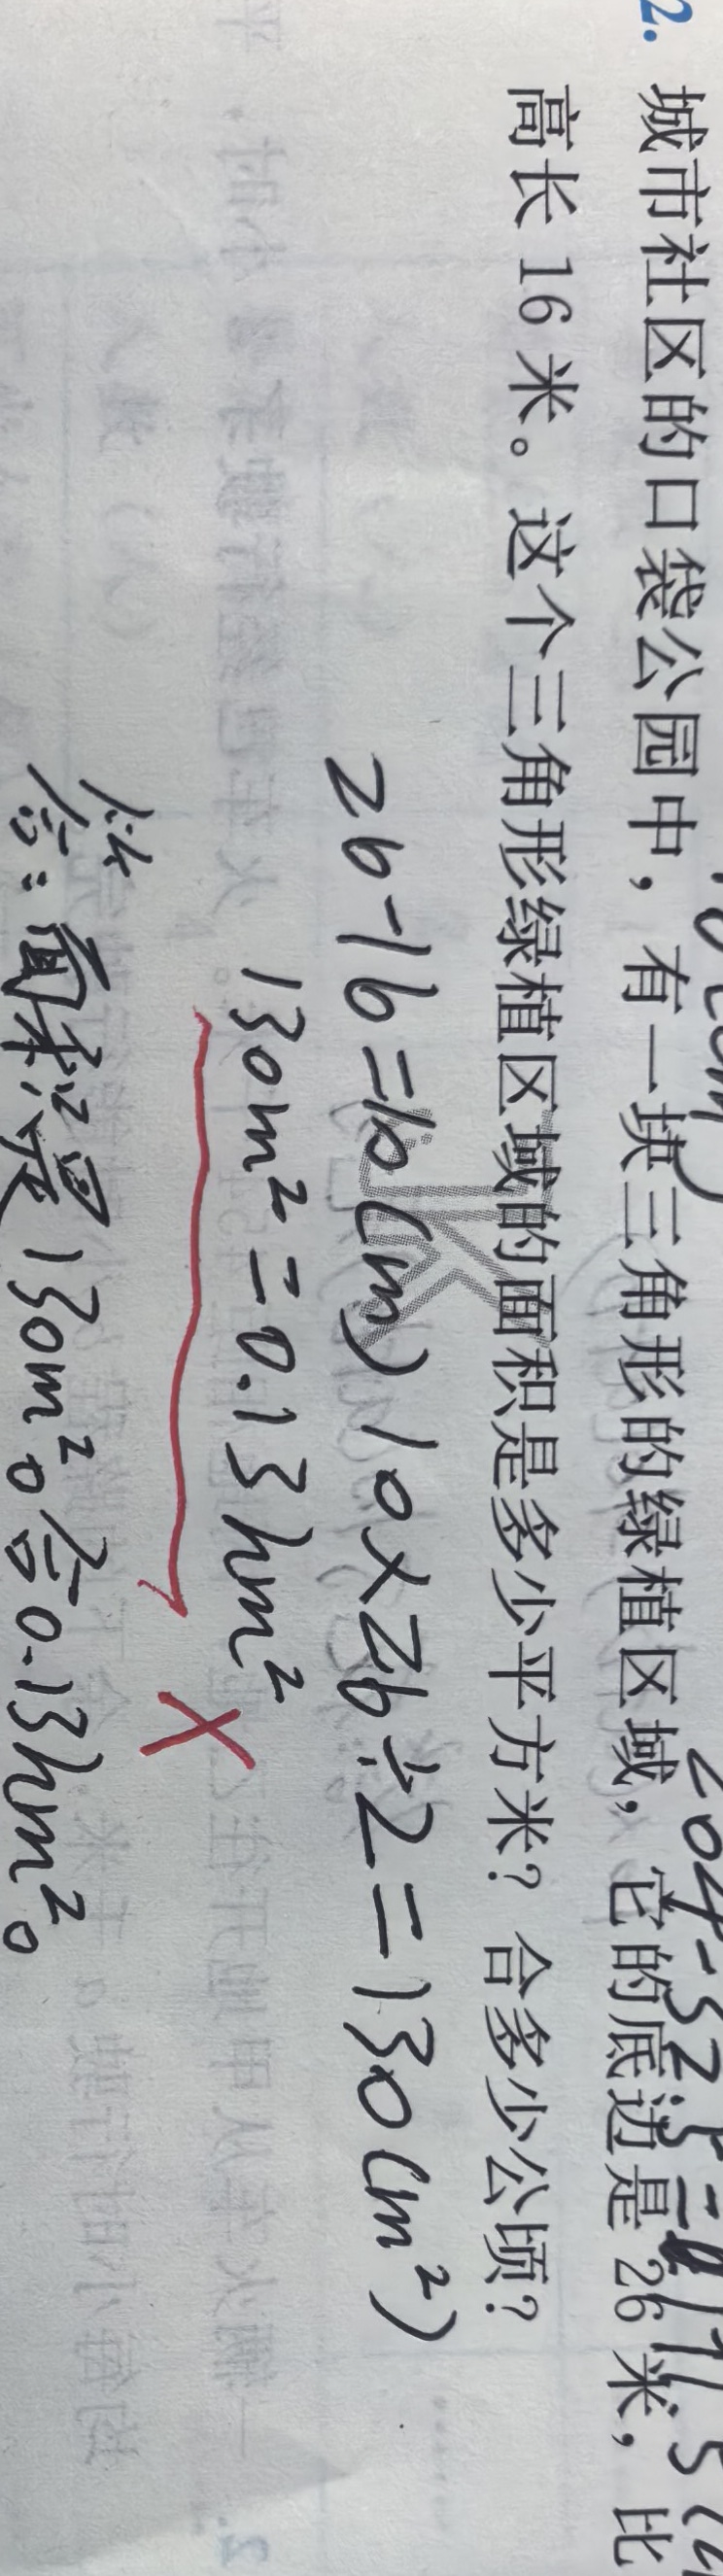 2. 城市社区的口袋公园中，有一块三角形的绿植区域，它的底边是26米，比
高长16米。这个三角形绿植区域的面积是多少平方米？合多少公顷？
26-16=10(m) 10×26÷2=130(m²)
130m²=0.13hm²
×
答：面积是130m²。合0.13hm²。